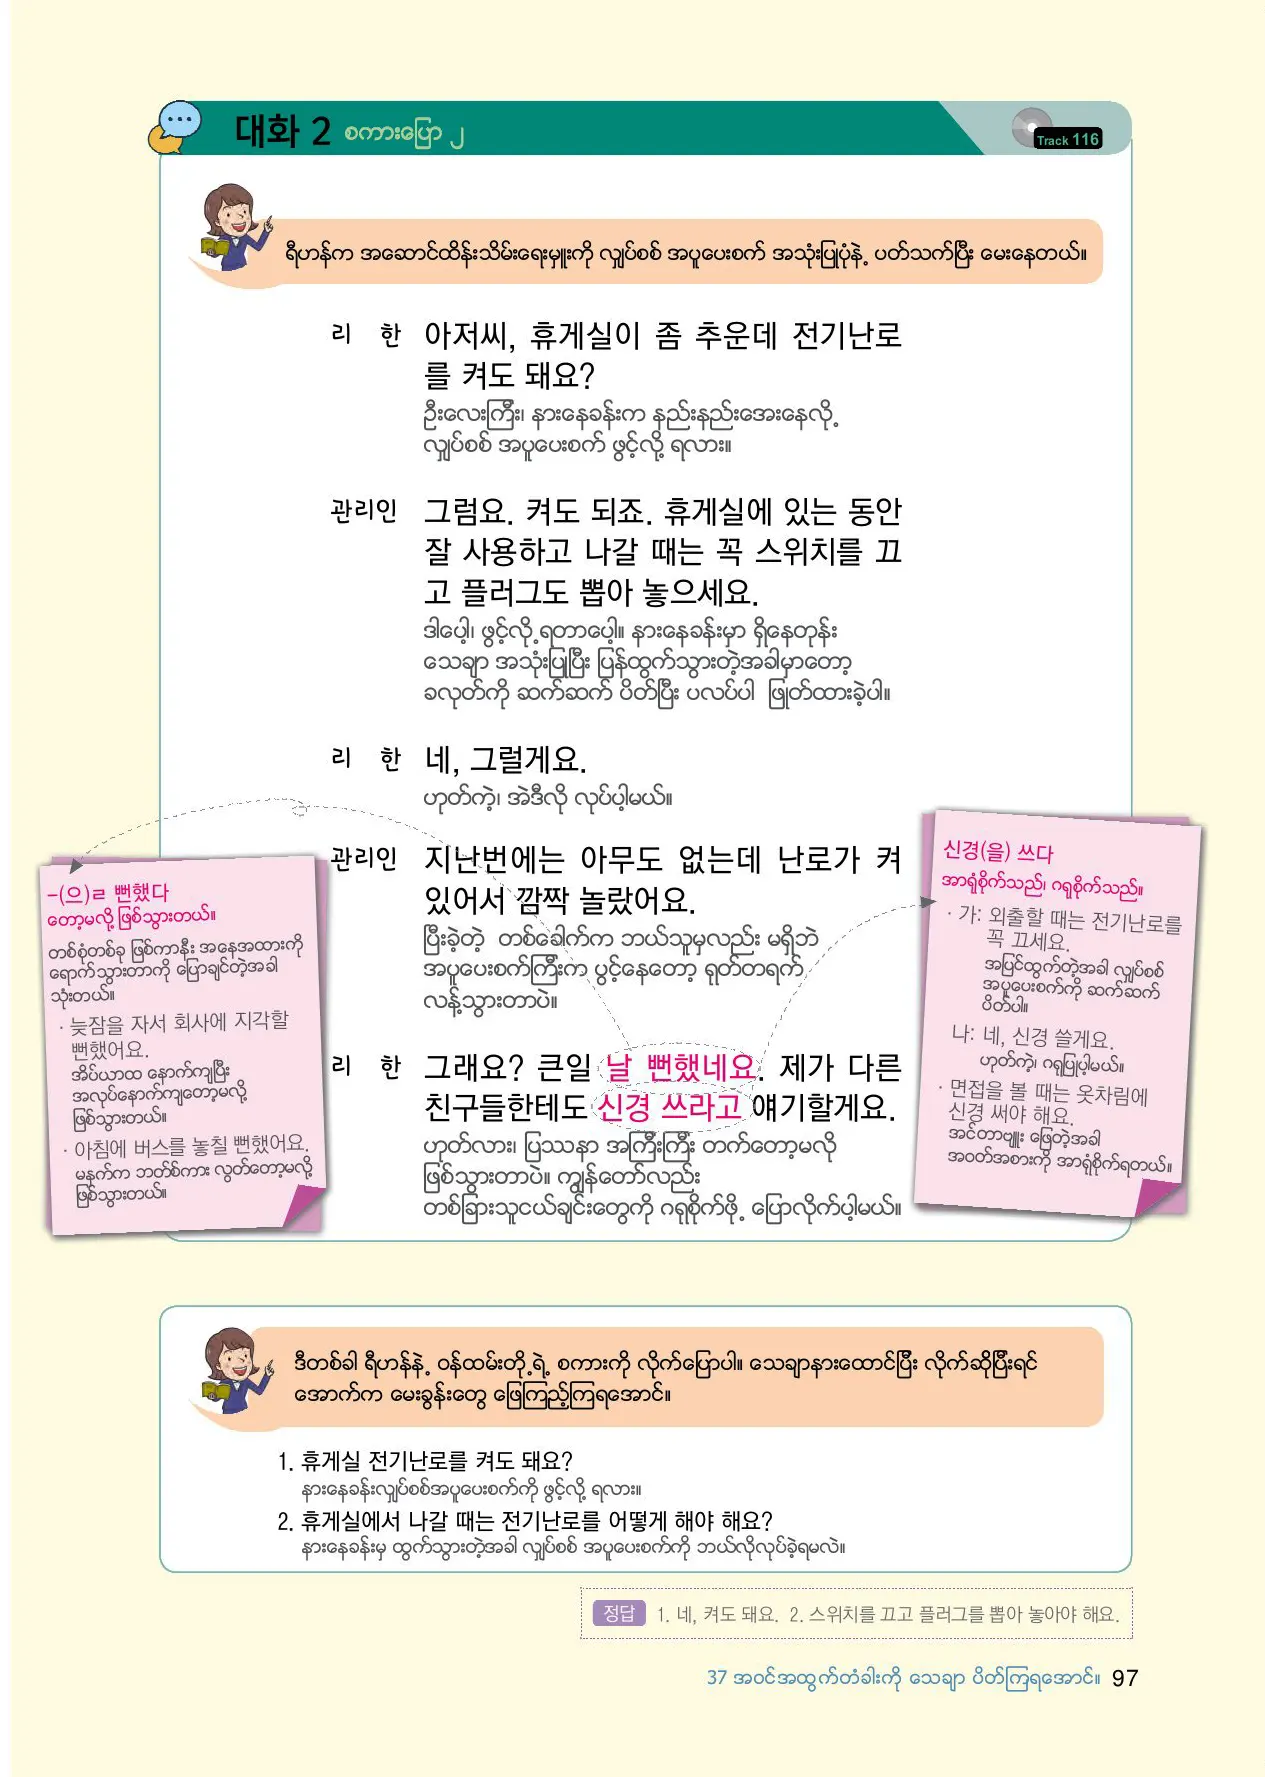 대화 2 စကားပြော ၂
Track 116
ရီဟန်က အဆောင်ထိန်းသိမ်းရေးမှူးကို လျှပ်စစ် အပူပေးစက် အသုံးပြုပုံနဲ့ ပတ်သက်ပြီး မေးနေတယ်။
리 한 아저씨, 휴게실이 좀 추운데 전기난로
를 켜도 돼요?
ဦးလေးကြီး၊ နားနေခန်းက နည်းနည်းအေးနေလို့
လျှပ်စစ် အပူပေးစက် ဖွင့်လို့ ရလား။
관리인 그럼요. 켜도 되죠. 휴게실에 있는 동안
잘 사용하고 나갈 때는 꼭 스위치를 끄
고 플러그도 뽑아 놓으세요.
ဒါပေါ့၊ ဖွင့်လို့ရတာပေါ့။ နားနေခန်းမှာ ရှိနေတုန်း
သေချာ အသုံးပြုပြီး ပြန်ထွက်သွားတဲ့အခါမှာတော့
ခလုတ်ကို ဆက်ဆက် ပိတ်ပြီး ပလပ်ပါ ဖြုတ်ထားခဲ့ပါ။
리 한 네, 그럴게요.
ဟုတ်ကဲ့၊ အဲဒီလို လုပ်ပါ့မယ်။
관리인 지난번에는 아무도 없는데 난로가 켜
있어서 깜짝 놀랐어요.
ပြီးခဲ့တဲ့ တစ်ခေါက်က ဘယ်သူမှလည်း မရှိဘဲ
အပူပေးစက်ကြီးက ပွင့်နေတော့ ရုတ်တရက်
လန့်သွားတာပဲ။
리 한 그래요? 큰일 날 뻔했네요. 제가 다른
친구들한테도 신경 쓰라고 얘기할게요.
ဟုတ်လား၊ ပြဿနာ အကြီးကြီး တက်တော့မလို
ဖြစ်သွားတာပဲ။ ကျွန်တော်လည်း
တစ်ခြားသူငယ်ချင်းတွေကို ဂရုစိုက်ဖို့ ပြောလိုက်ပါ့မယ်။
-(으)ㄹ 뻔했다
တော့မလို့ ဖြစ်သွားတယ်။
တစ်စုံတစ်ခု ဖြစ်ကာနီး အနေအထားကို
ရောက်သွားတာကို ပြောချင်တဲ့အခါ
သုံးတယ်။
· 늦잠을 자서 회사에 지각할
뻔했어요.
အိပ်ယာထ နောက်ကျပြီး
အလုပ်နောက်ကျတော့မလို့
ဖြစ်သွားတယ်။
· 아침에 버스를 놓칠 뻔했어요.
မနက်က ဘတ်စ်ကား လွတ်တော့မလို့
ဖြစ်သွားတယ်။
신경(을) 쓰다
အာရုံစိုက်သည်၊ ဂရုစိုက်သည်။
· 가: 외출할 때는 전기난로를
꼭 끄세요.
အပြင်ထွက်တဲ့အခါ လျှပ်စစ်
အပူပေးစက်ကို ဆက်ဆက်
ပိတ်ပါ။
나: 네, 신경 쓸게요.
ဟုတ်ကဲ့၊ ဂရုပြုပါ့မယ်။
· 면접을 볼 때는 옷차림에
신경 써야 해요.
အင်တာဗျူး ဖြေတဲ့အခါ
အဝတ်အစားကို အာရုံစိုက်ရတယ်။
ဒီတစ်ခါ ရီဟန်နဲ့ ဝန်ထမ်းတို့ရဲ့ စကားကို လိုက်ပြောပါ။ သေချာနားထောင်ပြီး လိုက်ဆိုပြီးရင်
အောက်က မေးခွန်းတွေ ဖြေကြည့်ကြရအောင်။
1. 휴게실 전기난로를 켜도 돼요?
နားနေခန်းလျှပ်စစ်အပူပေးစက်ကို ဖွင့်လို့ ရလား။
2. 휴게실에서 나갈 때는 전기난로를 어떻게 해야 해요?
နားနေခန်းမှ ထွက်သွားတဲ့အခါ လျှပ်စစ် အပူပေးစက်ကို ဘယ်လိုလုပ်ခဲ့ရမလဲ။
정답 1. 네, 켜도 돼요. 2. 스위치를 끄고 플러그를 뽑아 놓아야 해요.
37 အဝင်အထွက်တံခါးကို သေချာ ပိတ်ကြရအောင်။ 97